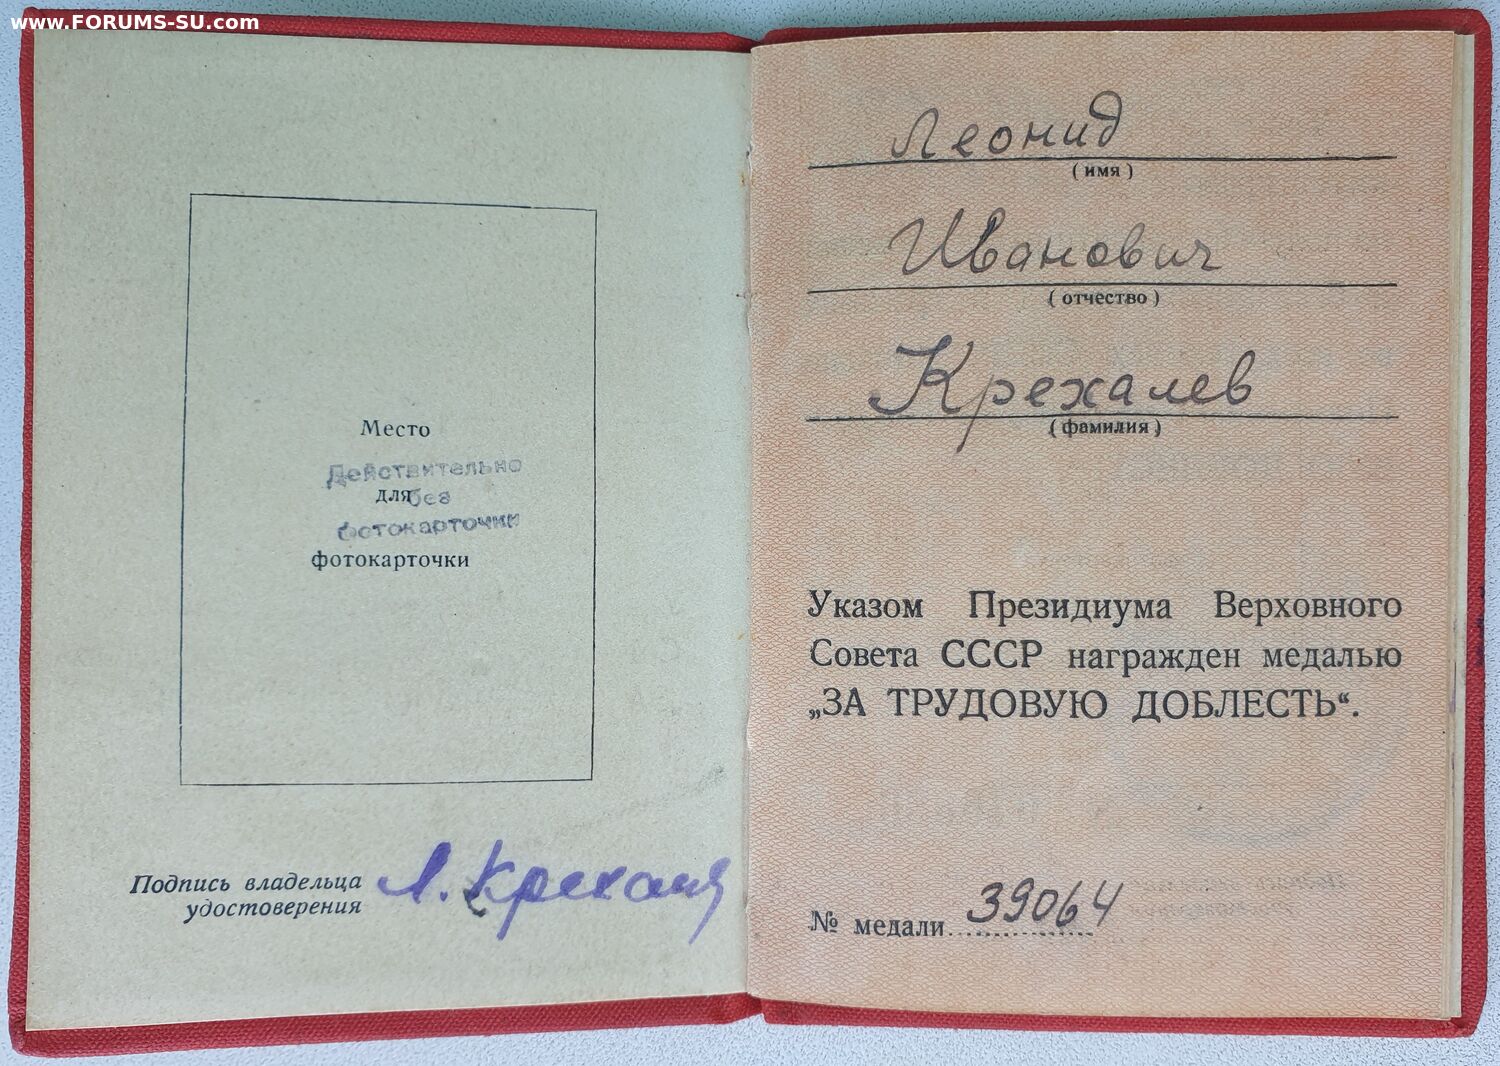 www.FORUMS-SU.com
Место
Действительно
для
без
фотокарточки
фотокарточки
Подпись владельца
удостоверения
Л. Крехалев
Леонид
( имя )
Иванович
( отчество )
Крехалев
( фамилия )
Указом Президиума Верховного
Совета СССР награжден медалью
„ЗА ТРУДОВУЮ ДОБЛЕСТЬ“.
№ медали 39064